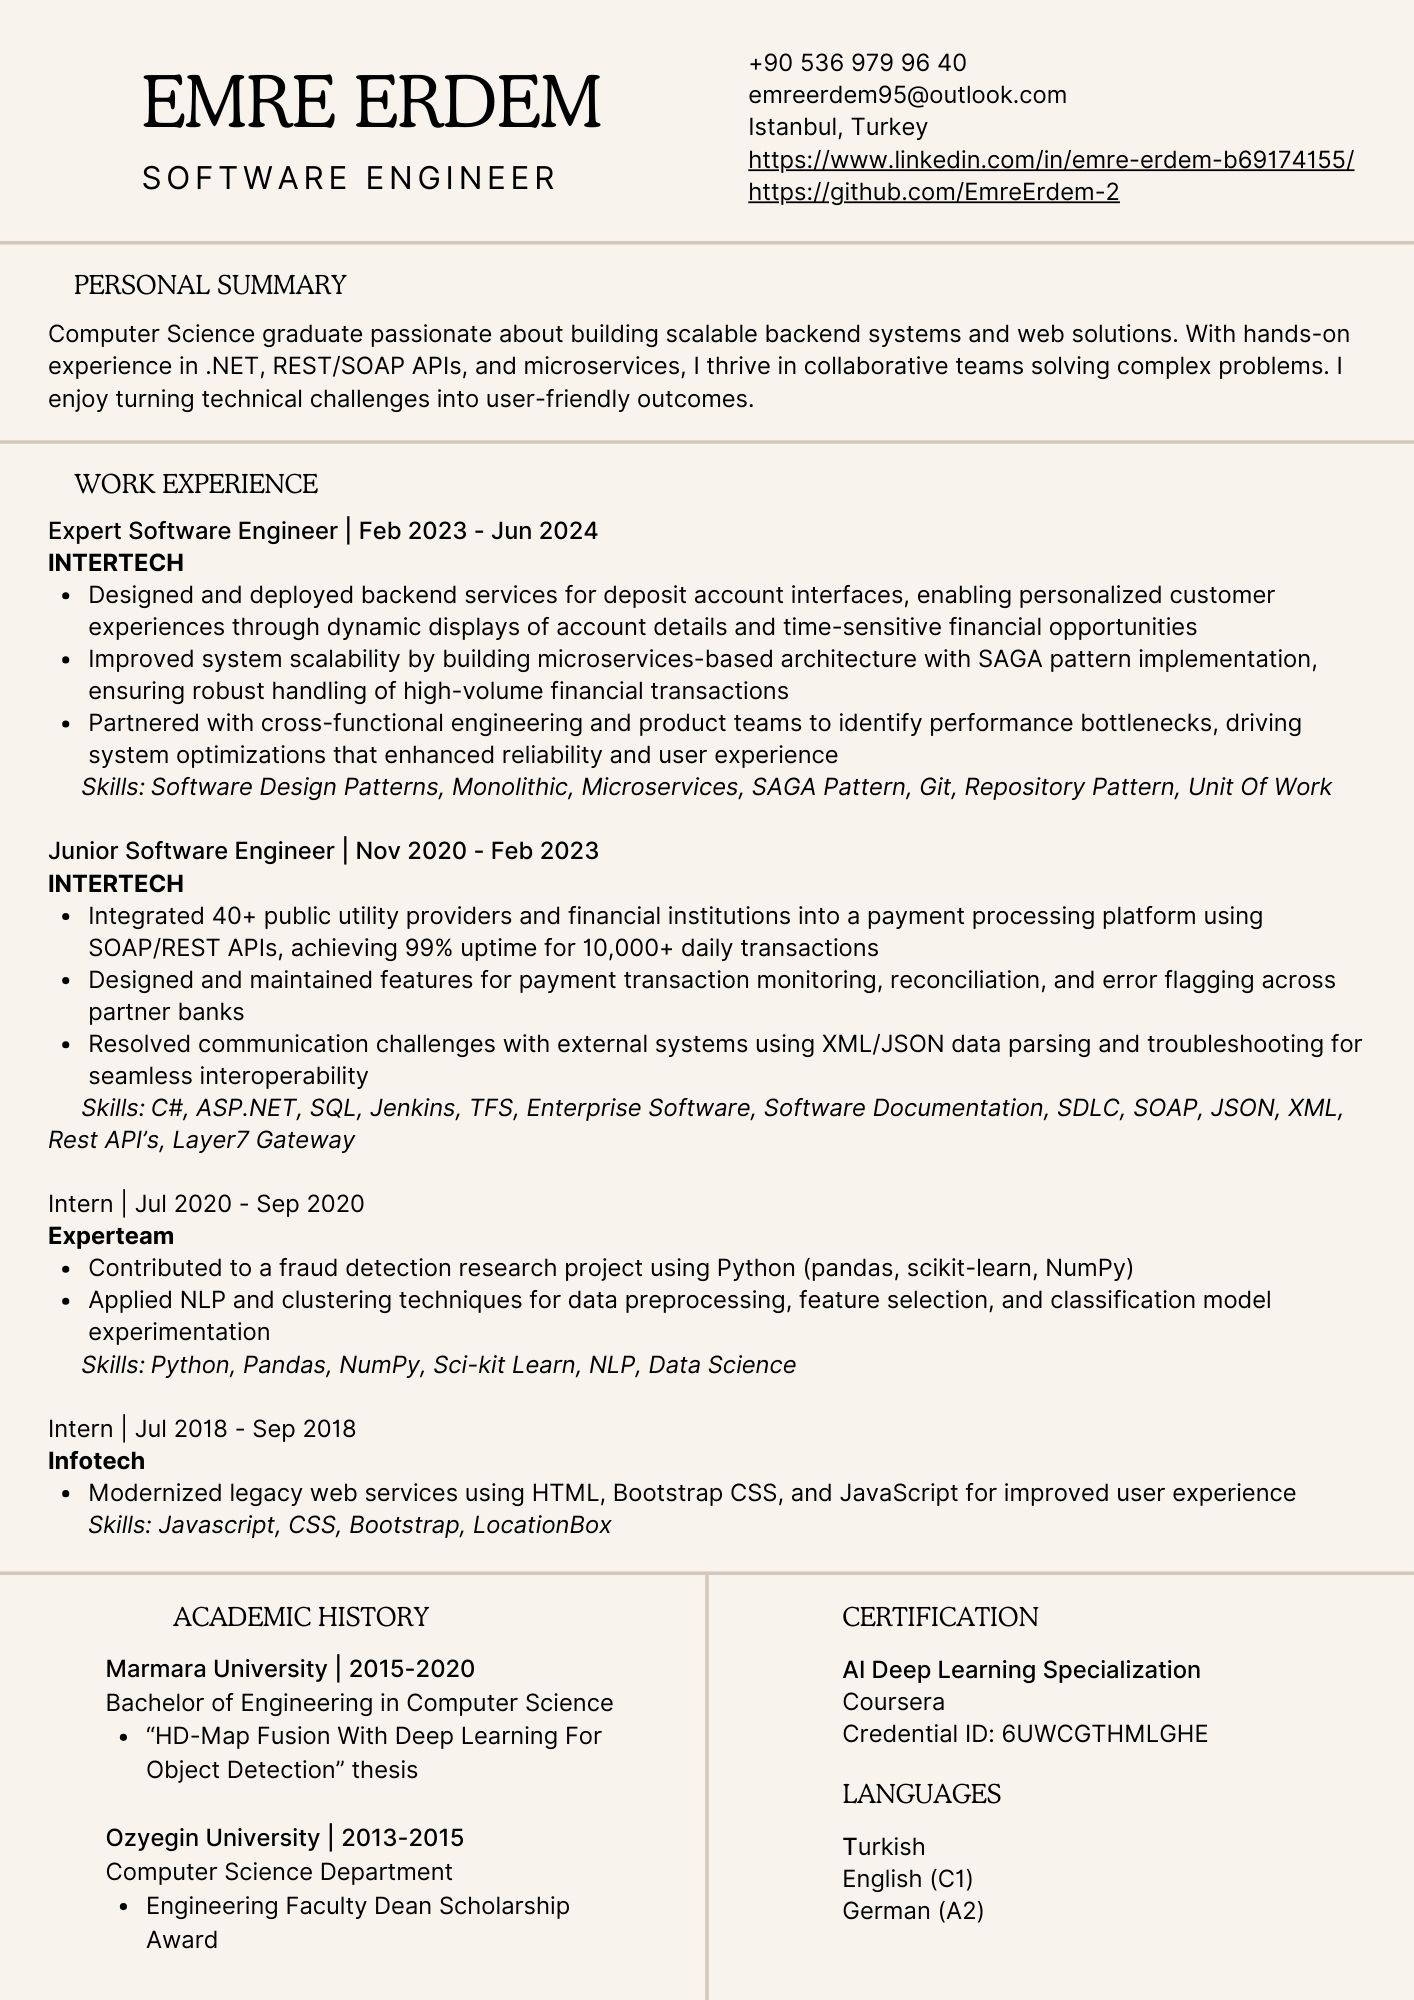 EMRE ERDEM
SOFTWARE ENGINEER
+90 536 979 96 40
emreerdem95@outlook.com
Istanbul, Turkey
https://www.linkedin.com/in/emre-erdem-b69174155/
https://github.com/EmreErdem-2
PERSONAL SUMMARY
Computer Science graduate passionate about building scalable backend systems and web solutions. With hands-on
experience in .NET, REST/SOAP APIs, and microservices, I thrive in collaborative teams solving complex problems. I
enjoy turning technical challenges into user-friendly outcomes.
WORK EXPERIENCE
Expert Software Engineer | Feb 2023 - Jun 2024
INTERTECH
• Designed and deployed backend services for deposit account interfaces, enabling personalized customer
experiences through dynamic displays of account details and time-sensitive financial opportunities
• Improved system scalability by building microservices-based architecture with SAGA pattern implementation,
ensuring robust handling of high-volume financial transactions
• Partnered with cross-functional engineering and product teams to identify performance bottlenecks, driving
system optimizations that enhanced reliability and user experience
Skills: Software Design Patterns, Monolithic, Microservices, SAGA Pattern, Git, Repository Pattern, Unit Of Work
Junior Software Engineer | Nov 2020 - Feb 2023
INTERTECH
• Integrated 40+ public utility providers and financial institutions into a payment processing platform using
SOAP/REST APIs, achieving 99% uptime for 10,000+ daily transactions
• Designed and maintained features for payment transaction monitoring, reconciliation, and error flagging across
partner banks
• Resolved communication challenges with external systems using XML/JSON data parsing and troubleshooting for
seamless interoperability
Skills: C#, ASP.NET, SQL, Jenkins, TFS, Enterprise Software, Software Documentation, SDLC, SOAP, JSON, XML,
Rest API’s, Layer7 Gateway
Intern | Jul 2020 - Sep 2020
Experteam
• Contributed to a fraud detection research project using Python (pandas, scikit-learn, NumPy)
• Applied NLP and clustering techniques for data preprocessing, feature selection, and classification model
experimentation
Skills: Python, Pandas, NumPy, Sci-kit Learn, NLP, Data Science
Intern | Jul 2018 - Sep 2018
Infotech
• Modernized legacy web services using HTML, Bootstrap CSS, and JavaScript for improved user experience
Skills: Javascript, CSS, Bootstrap, LocationBox
ACADEMIC HISTORY
Marmara University | 2015-2020
Bachelor of Engineering in Computer Science
• “HD-Map Fusion With Deep Learning For
Object Detection” thesis
Ozyegin University | 2013-2015
Computer Science Department
• Engineering Faculty Dean Scholarship
Award
CERTIFICATION
AI Deep Learning Specialization
Coursera
Credential ID: 6UWCGTHMLGHE
LANGUAGES
Turkish
English (C1)
German (A2)